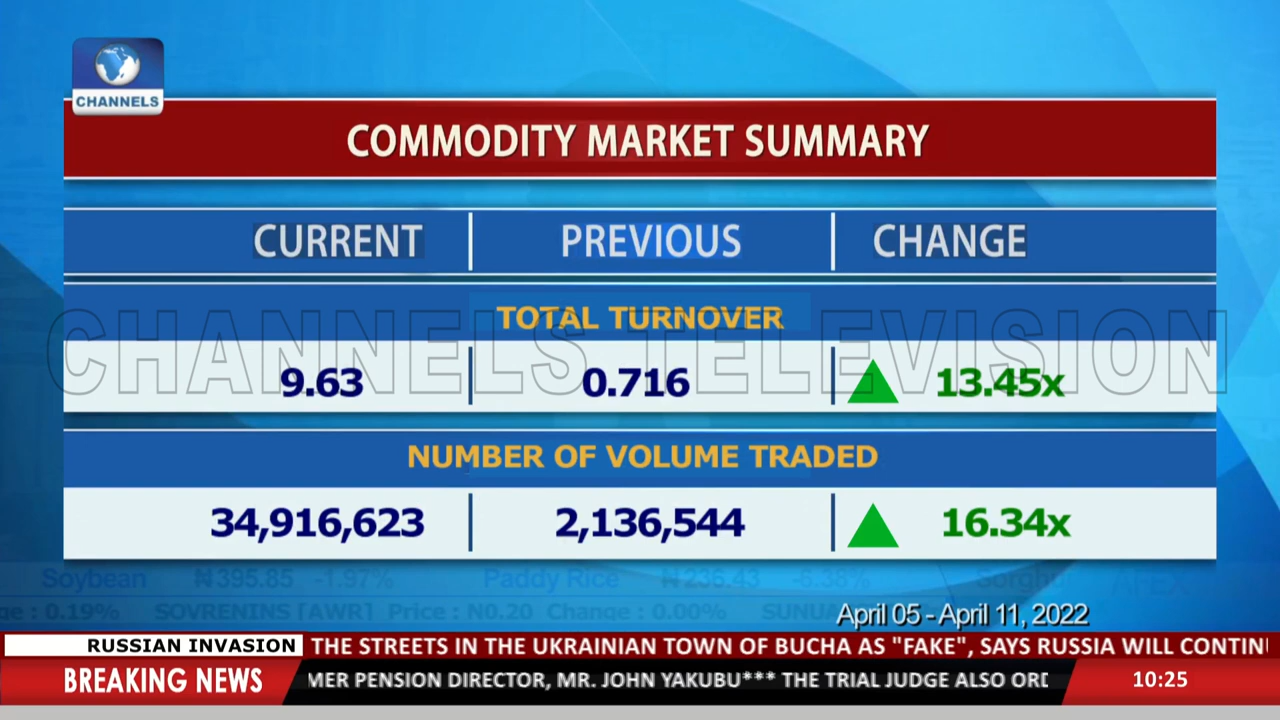 CHANNELS
COMMODITY MARKET SUMMARY
CURRENT PREVIOUS CHANGE
TOTAL TURNOVER
CHANNELS TELEVISION
9.63 0.716 13.45x
NUMBER OF VOLUME TRADED
34,916,623 2,136,544 16.34x
Soybean ₦395.85 -1.97% Paddy Rice ₦236.43 -6.38%
: 0.19% SOVRENINS [AWR] Price : N0.20 Change : 0.00%
April 05 - April 11, 2022
RUSSIAN INVASION THE STREETS IN THE UKRAINIAN TOWN OF BUCHA AS "FAKE", SAYS RUSSIA WILL
BREAKING NEWS PENSION DIRECTOR, MR. JOHN YAKUBU*** THE TRIAL JUDGE ALSO 10:25